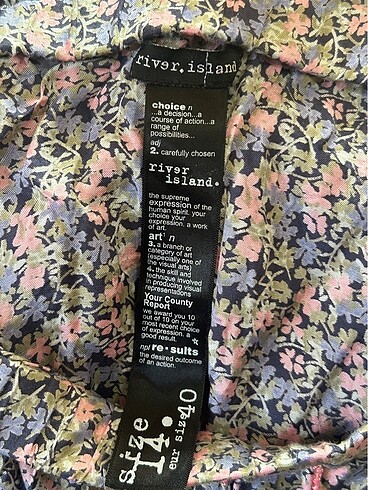 river.island
choice n
...a decision...a
course of action...a
range of
possibilities...
adj
2. carefully chosen
river
island.
the supreme
expression of the
human spirit. your
choice your
expression. a work
of art.
art' n
3. a branch or
category of art
(especially one of
the visual arts)
4. the skill and
technique involved
in producing visual
representations
Your County
Report
we award you 10
out of 10 on your
most recent choice
of expression. a
good result.
npl re•sults
the desired outcome
of an action.
size
14.
eur size 40